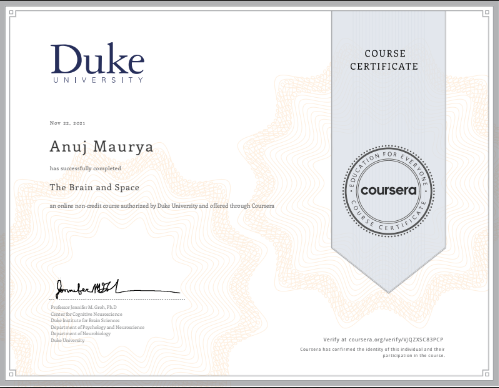 Duke
UNIVERSITY
COURSE
CERTIFICATE
Nov 22, 2021
Anuj Maurya
has successfully completed
The Brain and Space
an online non-credit course authorized by Duke University and offered through Coursera
EDUCATION FOR EVERYONE
coursera
COURSE CERTIFICATE
Professor Jennifer M. Groh, Ph.D
Center for Cognitive Neuroscience
Duke Institute for Brain Sciences
Department of Psychology and Neuroscience
Department of Neurobiology
Duke University
Verify at coursera.org/verify/
Coursera has confirmed the identity of this individual and their
participation in the course.